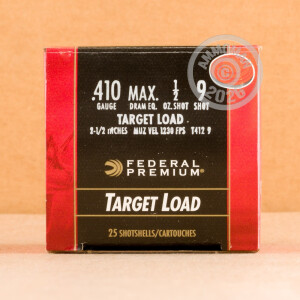 .410 MAX. 1/2 9
GAUGE DRAM EQ. OZ. SHOT SHOT
TARGET LOAD
2-1/2 INCHES MUZ VEL 1230 FPS T412 9
FEDERAL
PREMIUM®
TARGET LOAD
25 SHOTSHELLS/CARTOUCHES